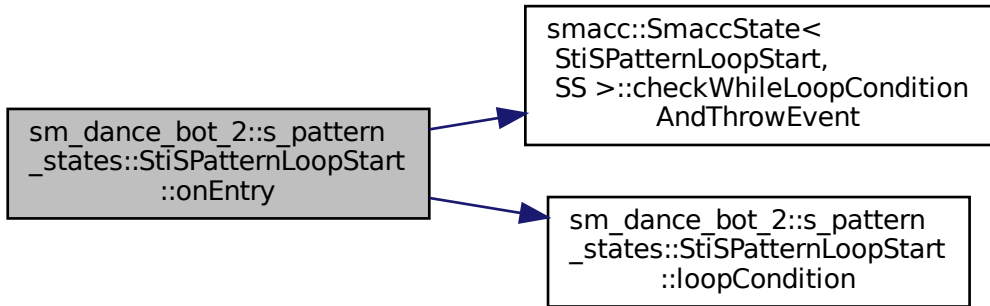 sm_dance_bot_2::s_pattern
_states::StiSPatternLoopStart
::onEntry
smacc::SmaccState<
StiSPatternLoopStart,
SS >::checkWhileLoopCondition
AndThrowEvent
sm_dance_bot_2::s_pattern
_states::StiSPatternLoopStart
::loopCondition